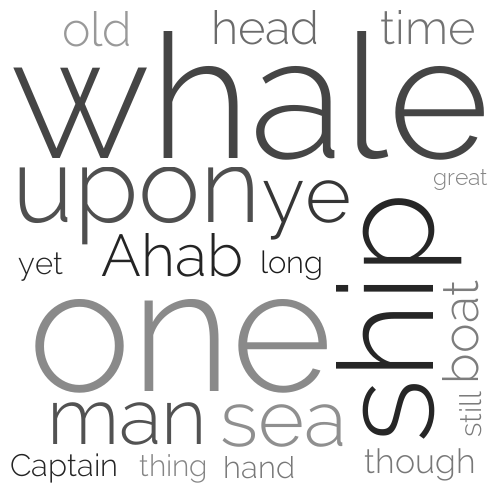 old head time
whale
upon ye great
yet Ahab long
ship
one
boat
man sea still
Captain thing hand though